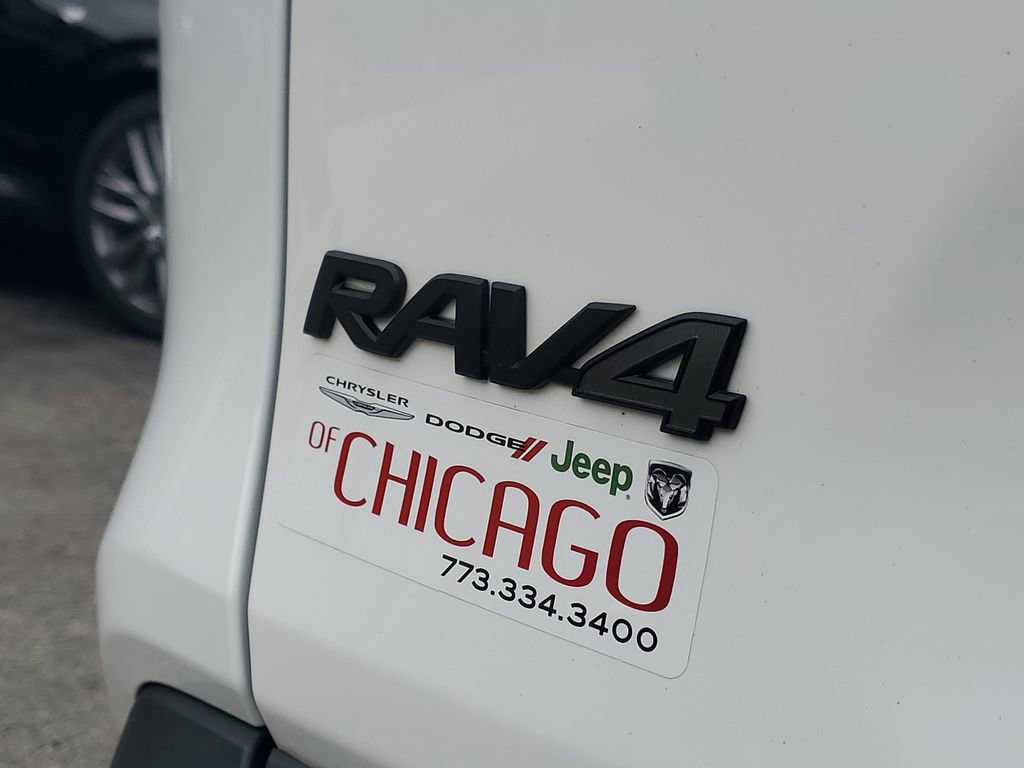 RAV4
CHRYSLER DODGE Jeep
OF CHICAGO
773.334.3400